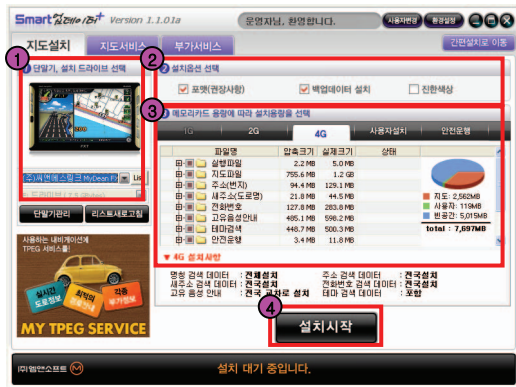 Smart 업데이터+ Version 1.1.01a
운영자님, 환영합니다.
사용자변경
환경설정
지도설치
지도서비스
부가서비스
간편설치로 이동
1
단말기, 설치 드라이브 선택
(주)씨앤에스링크 MyDean F
단말기관리
리스트새로고침
사용하는 내비게이션에
TPEG 서비스를!
실시간
도로정보
최적의
경로안내
각종
부가정보
MY TPEG SERVICE
2
설치옵션 선택
포맷(권장사항)
백업데이터 설치
진한색상
3
메모리카드 용량에 따라 설치용량을 선택
1G
2G
4G
사용자설치
안전운행
파일명 압축크기 실제크기 상태
실행파일 2.2 MB 5.0 MB
지도파일 755.6 MB 1.2 GB
주소(번지) 94.4 MB 129.1 MB
새주소(도로명) 21.8 MB 44.5 MB
전화번호 127.8 MB 283.8 MB
고유음성안내 485.1 MB 598.2 MB
테마검색 448.7 MB 500.3 MB
안전운행 3.4 MB 11.8 MB
지도: 2,562MB
사용자: 119MB
빈공간: 5,015MB
total : 7,697MB
▼ 4G 설치사항
명칭 검색 데이터 : 전체설치
주소 검색 데이터 : 전국설치
새주소 검색 데이터 : 전국설치
전화번호 검색 데이터 : 전국설치
고유 음성 안내 : 전국 교차로 설치
테마 검색 데이터 : 포함
4
설치시작
(주)엠앤소프트
설치 대기 중입니다.